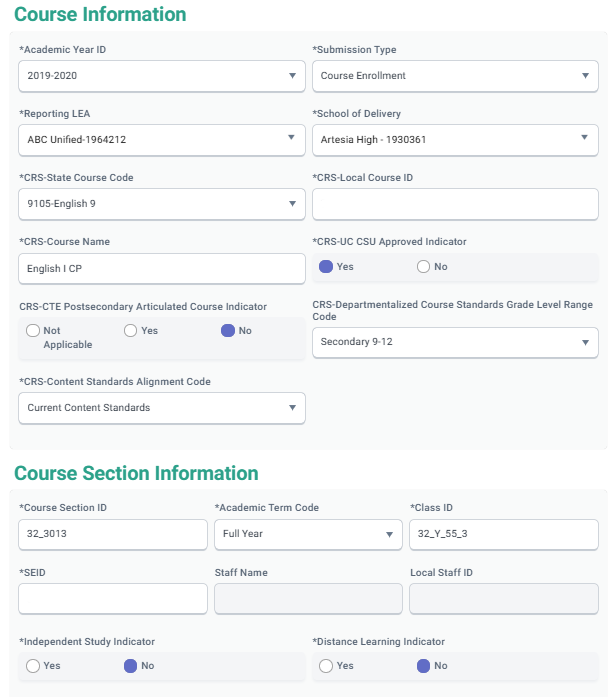 Course Information
*Academic Year ID
*Submission Type
2019-2020
Course Enrollment
*Reporting LEA
*School of Delivery
ABC Unified-1964212
Artesia High - 1930361
*CRS-State Course Code
*CRS-Local Course ID
9105-English 9
*CRS-Course Name
*CRS-UC CSU Approved Indicator
English I CP
Yes
No
CRS-CTE Postsecondary Articulated Course Indicator
CRS-Departmentalized Course Standards Grade Level Range
Code
Not
Applicable
Yes
No
Secondary 9-12
*CRS-Content Standards Alignment Code
Current Content Standards
Course Section Information
*Course Section ID
*Academic Term Code
*Class ID
32_3013
Full Year
32_Y_55_3
*SEID
Staff Name
Local Staff ID
*Independent Study Indicator
*Distance Learning Indicator
Yes
No
Yes
No